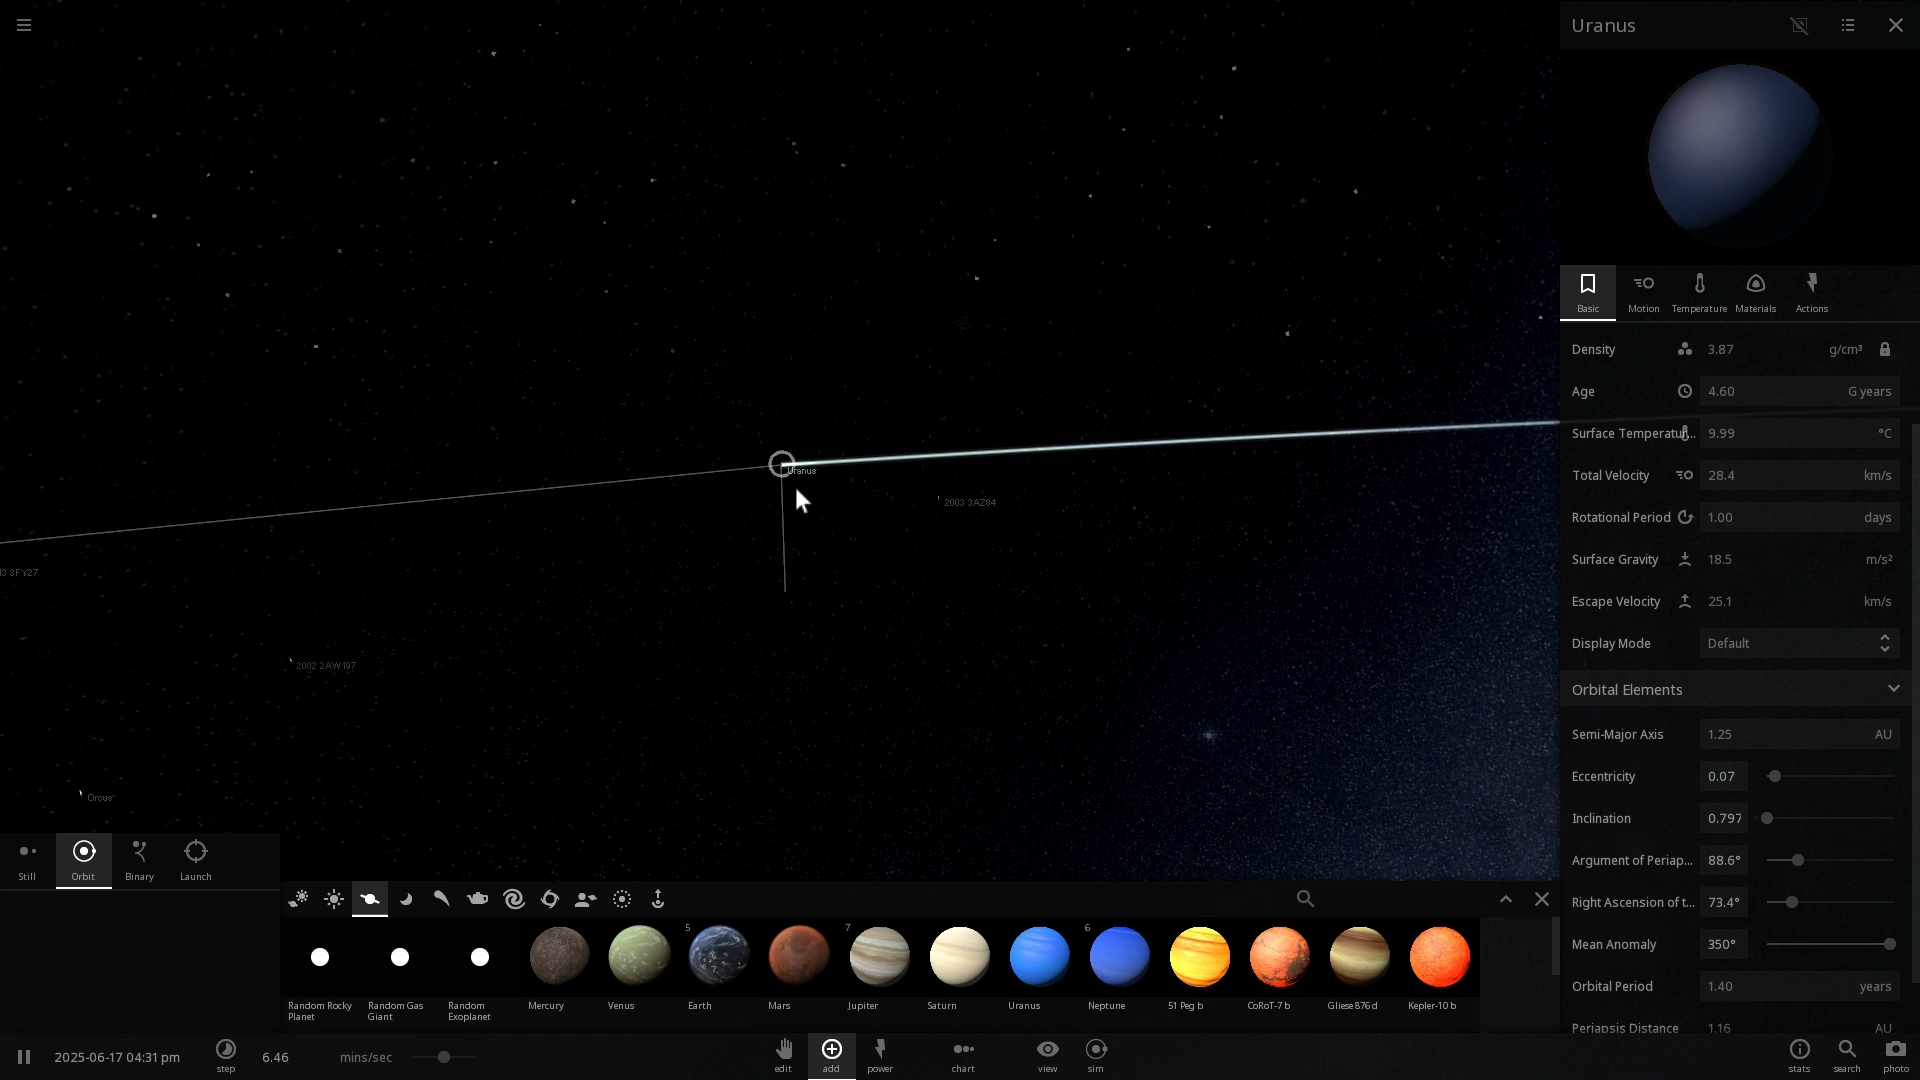 Uranus
Basic
Motion
Temperature
Materials
Actions
Density 3.87 g/cm³
Age 4.60 G years
Surface Temperatur... 9.99 °C
Total Velocity 28.4 km/s
Rotational Period 1.00 days
Surface Gravity 18.5 m/s²
Escape Velocity 25.1 km/s
Display Mode Default
Orbital Elements
Semi-Major Axis 1.25 AU
Eccentricity 0.07
Inclination 0.797
Argument of Periap... 88.6°
Right Ascension of t... 73.4°
Mean Anomaly 350°
Orbital Period 1.40 years
Periapsis Distance 1.16 AU
Uranus
2003 3AZ84
3 3FY27
2002 2AW197
Orcus
Still
Orbit
Binary
Launch
5
7
6
Random Rocky
Planet
Random Gas
Giant
Random
Exoplanet
Mercury
Venus
Earth
Mars
Jupiter
Saturn
Uranus
Neptune
51 Peg b
CoRoT-7 b
Gliese 876 d
Kepler-10 b
2025-06-17 04:31 pm
step
6.46 mins/sec
edit
add
power
chart
view
sim
stats
search
photo